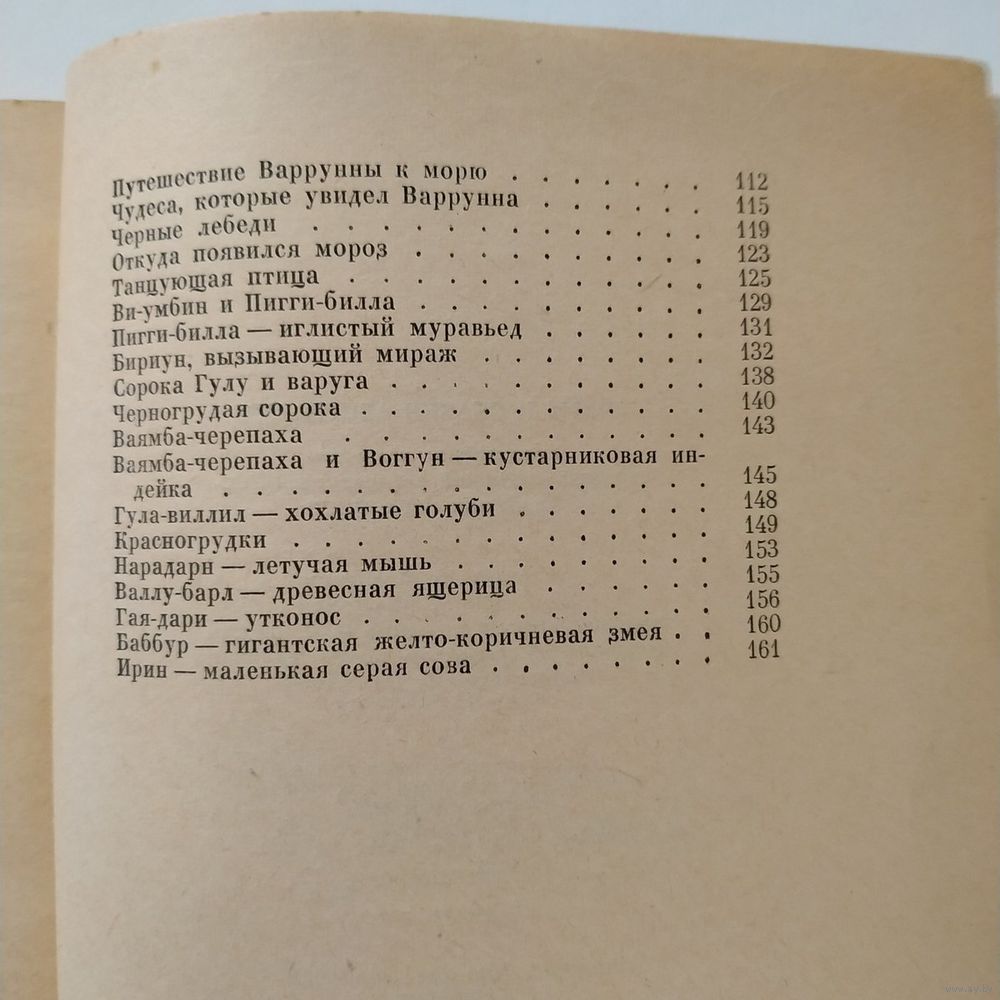 Путешествие Варрунны к морю . . . . . . . 112
Чудеса, которые увидел Варрунна . . . . . . 115
Черные лебеди . . . . . . . . . . . . 119
Откуда появился мороз . . . . . . . . . . 123
Танцующая птица . . . . . . . . . . . 125
Ви-умбин и Пигги-билла . . . . . . . . . 129
Пигги-билла — иглистый муравьед . . . . . . 131
Бириун, вызывающий мираж . . . . . . . . 132
Сорока Гулу и варуга . . . . . . . . . . 138
Черногрудая сорока . . . . . . . . . . . 140
Ваямба-черепаха . . . . . . . . . . . 143
Ваямба-черепаха и Воггун — кустарниковая ин-
дейка . . . . . . . . . . . . . . . 145
Гула-виллил — хохлатые голуби . . . . . . . 148
Красногрудки . . . . . . . . . . . . 149
Нарадарн — летучая мышь . . . . . . . . 153
Валлу-барл — древесная ящерица . . . . . . 155
Гая-дари — утконос . . . . . . . . . . 156
Баббур — гигантская желто-коричневая змея . . 160
Ирин — маленькая серая сова . . . . . . . . 161
www.ay.by